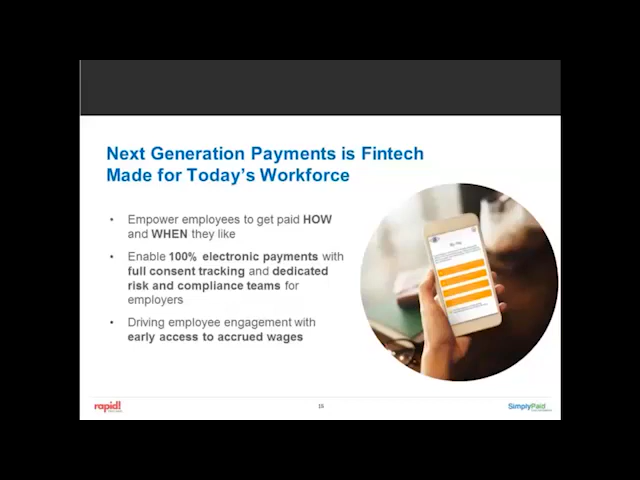 Next Generation Payments is Fintech
Made for Today's Workforce
• Empower employees to get paid HOW
and WHEN they like
• Enable 100% electronic payments with
full consent tracking and dedicated
risk and compliance teams for
employers
• Driving employee engagement with
early access to accrued wages
rapid!
15
SimplyPaid